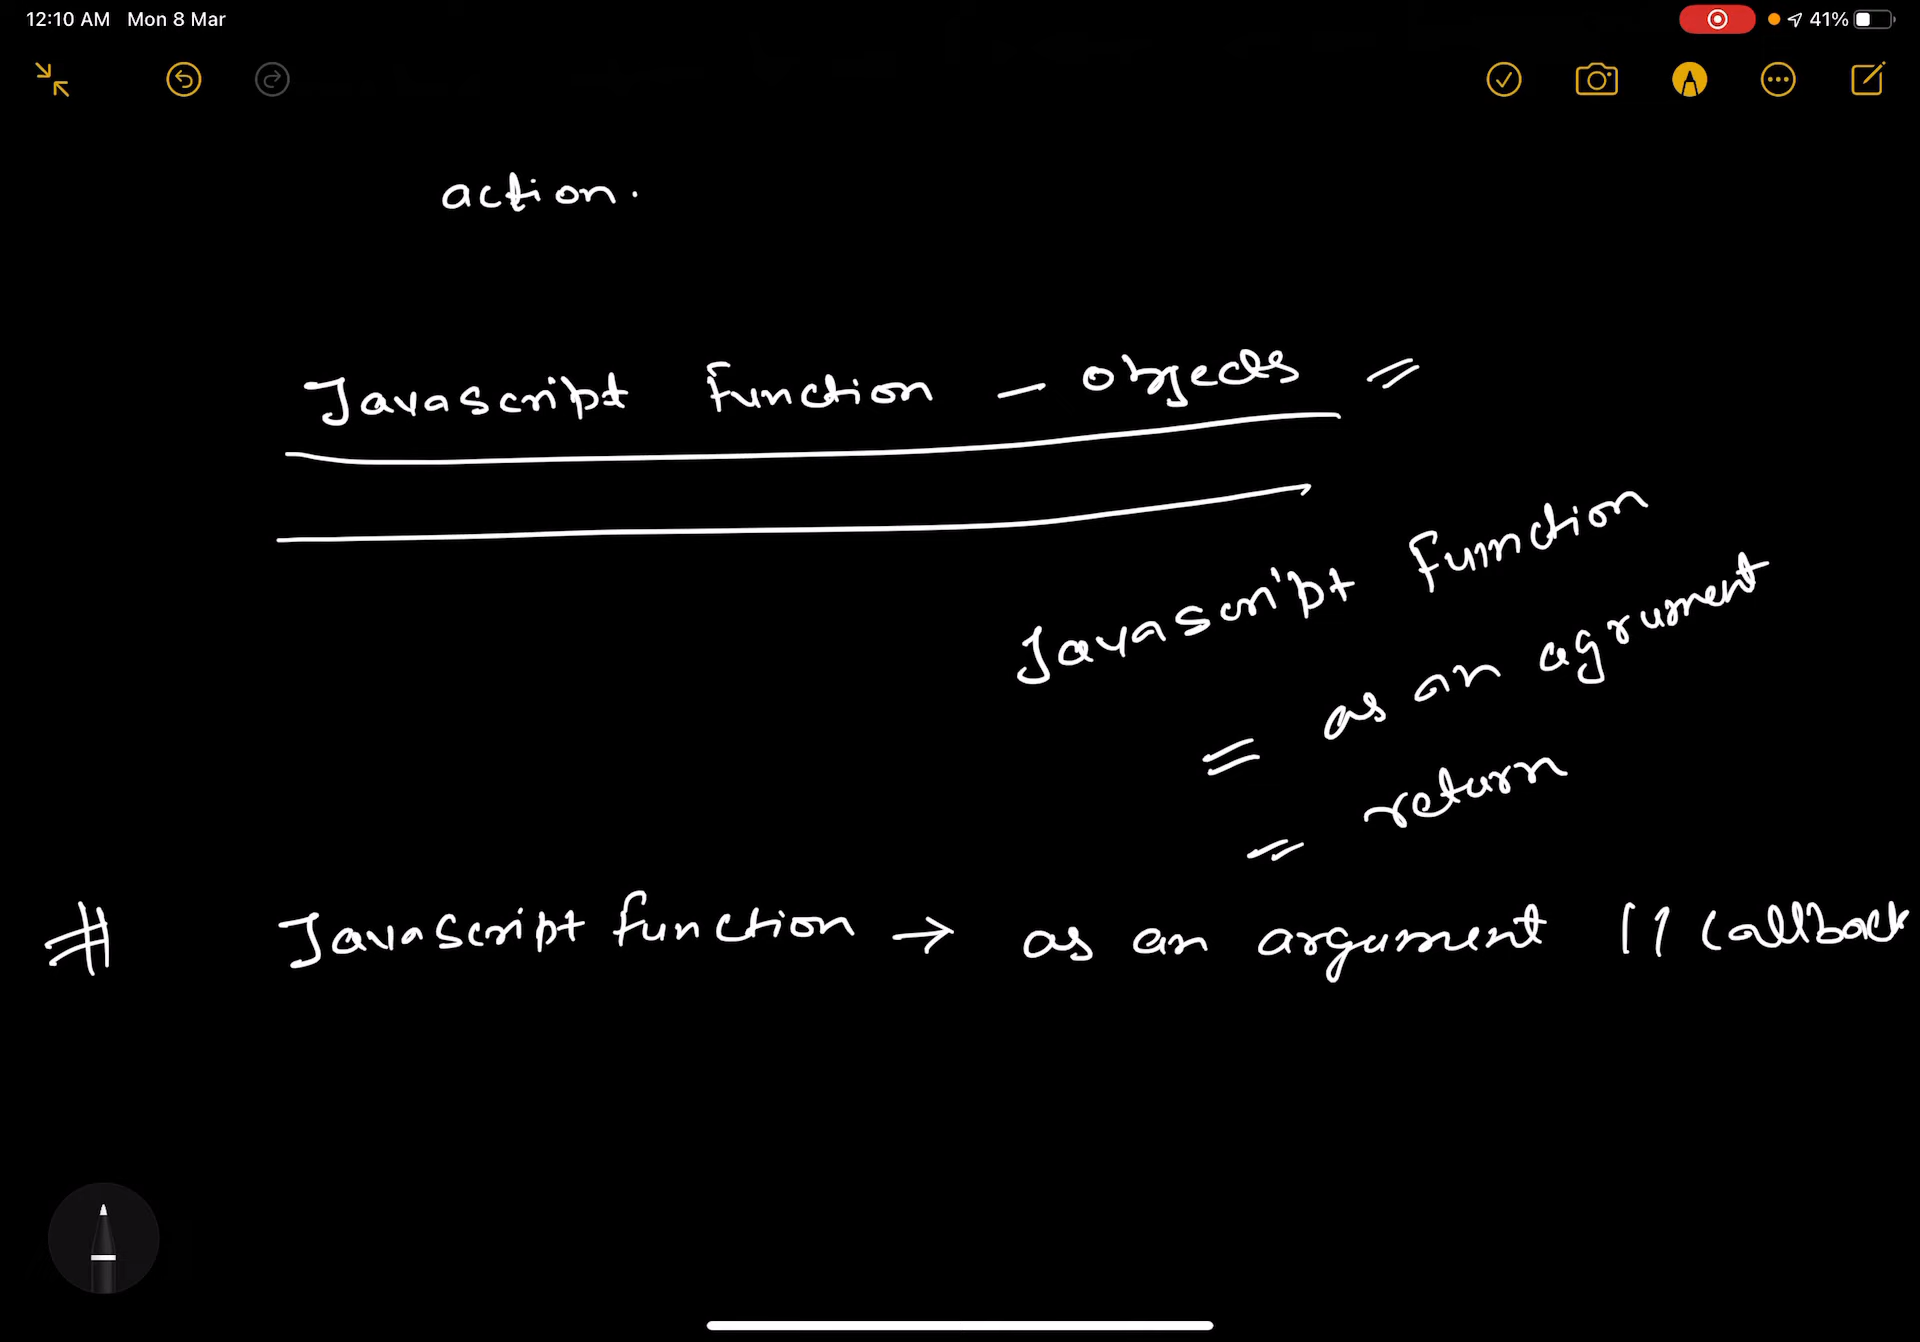 12:10 AM Mon 8 Mar 41%
action.
Javascript function - objects =
Javascript function
= as an agrument
= return
# Javascript function → as an argument || Callback